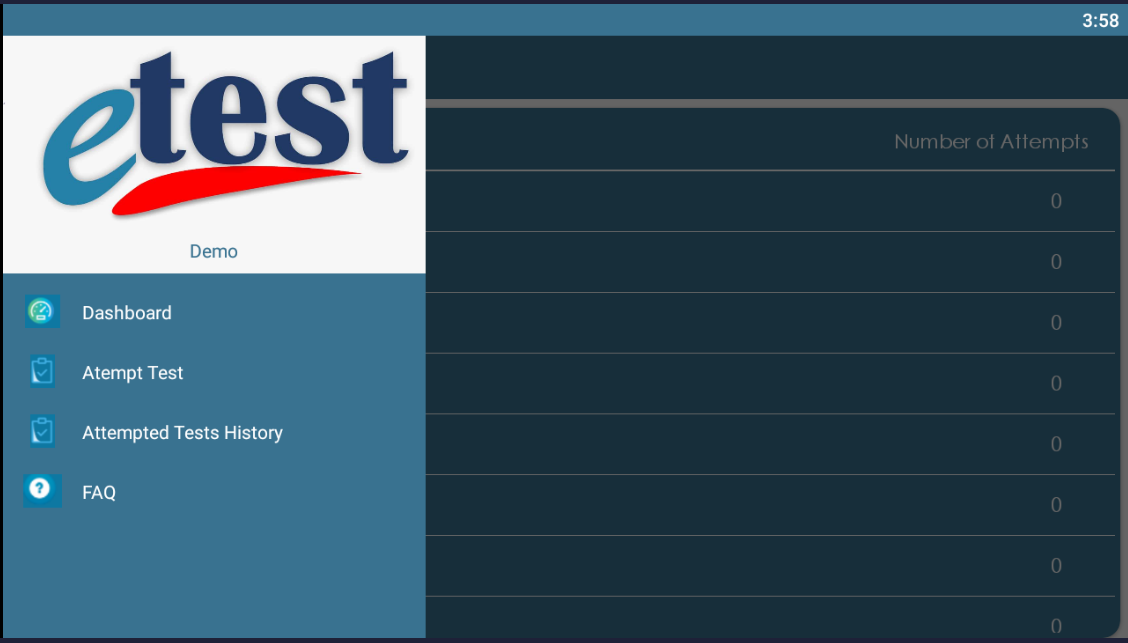 3:58
etest
Demo
Dashboard
Atempt Test
Attempted Tests History
FAQ
Number of Attempts
0
0
0
0
0
0
0
0